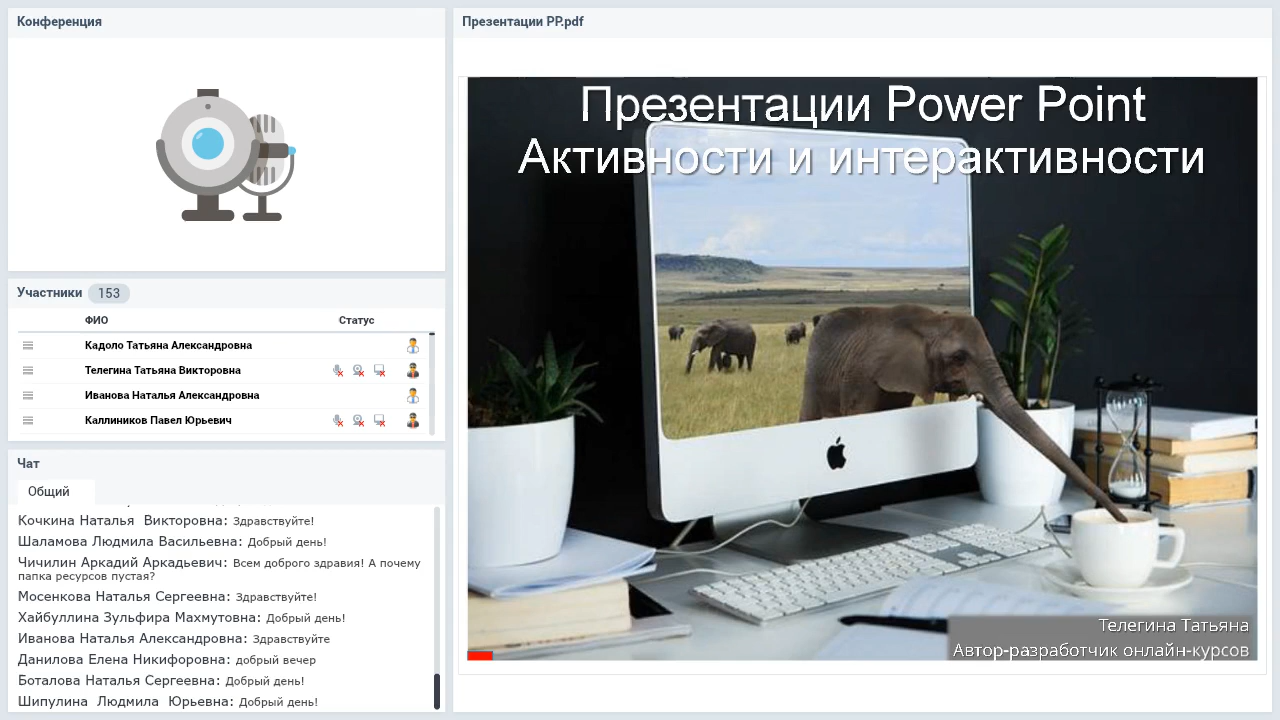 Конференция
Участники 153
ФИО Статус
Кадоло Татьяна Александровна
Телегина Татьяна Викторовна
Иванова Наталья Александровна
Каллиников Павел Юрьевич
Чат
Общий
Кочкина Наталья Викторовна: Здравствуйте!
Шаламова Людмила Васильевна: Добрый день!
Чичилин Аркадий Аркадьевич: Всем доброго здравия! А почему
папка ресурсов пустая?
Мосенкова Наталья Сергеевна: Здравствуйте!
Хайбуллина Зульфира Махмутовна: Добрый день!
Иванова Наталья Александровна: Здравствуйте
Данилова Елена Никифоровна: добрый вечер
Боталова Наталья Сергеевна: Добрый день!
Шипулина Людмила Юрьевна: Добрый день!
Презентации PP.pdf
Презентации Power Point
Активности и интерактивности
Телегина Татьяна
Автор-разработчик онлайн-курсов